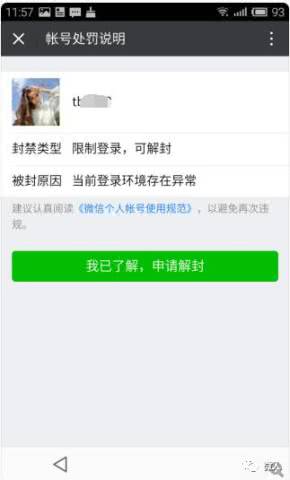 11:57
93
帐号处罚说明
tb
封禁类型 限制登录，可解封
被封原因 当前登录环境存在异常
建议认真阅读《微信个人帐号使用规范》，以避免再次违
规。
我已了解，申请解封